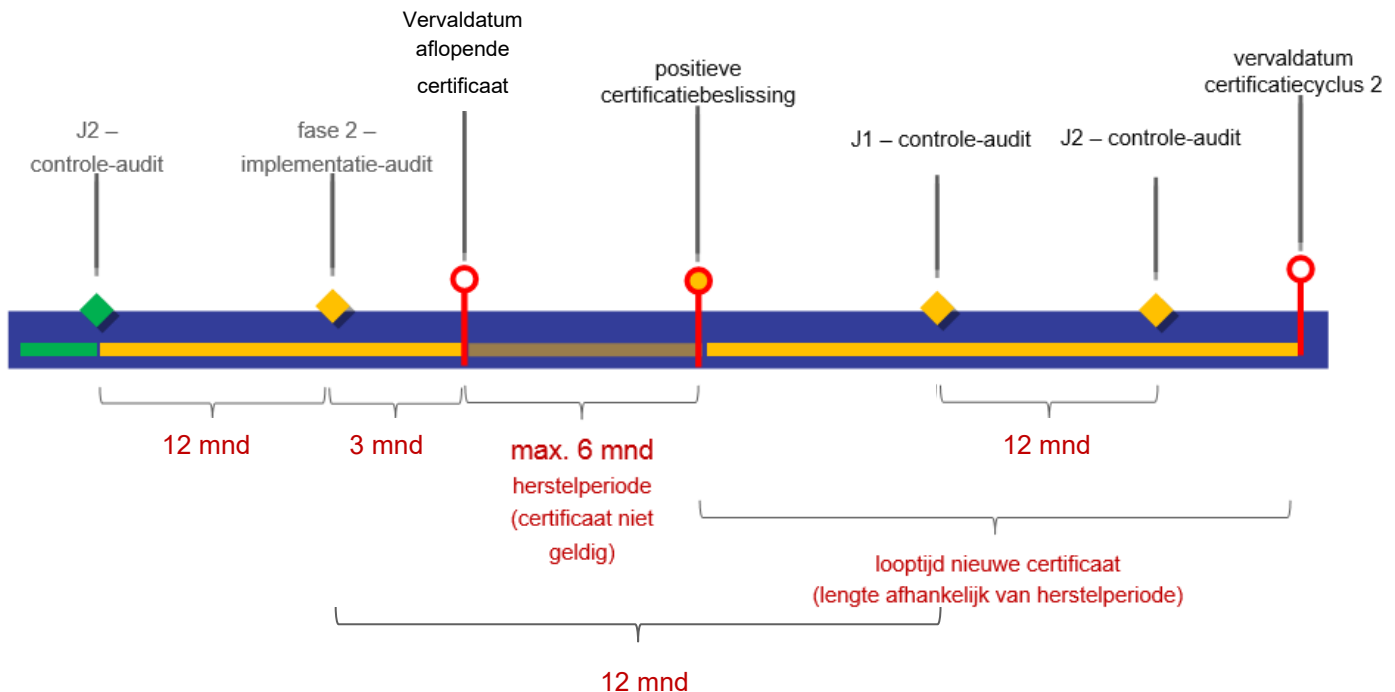 Vervaldatum
aflopende
certificaat
positieve
certificatiebeslissing
vervaldatum
certificatiecyclus 2
J2 –
controle-audit
fase 2 –
implementatie-audit
J1 – controle-audit
J2 – controle-audit
12 mnd
3 mnd
max. 6 mnd
herstelperiode
(certificaat niet
geldig)
12 mnd
looptijd nieuwe certificaat
(lengte afhankelijk van herstelperiode)
12 mnd